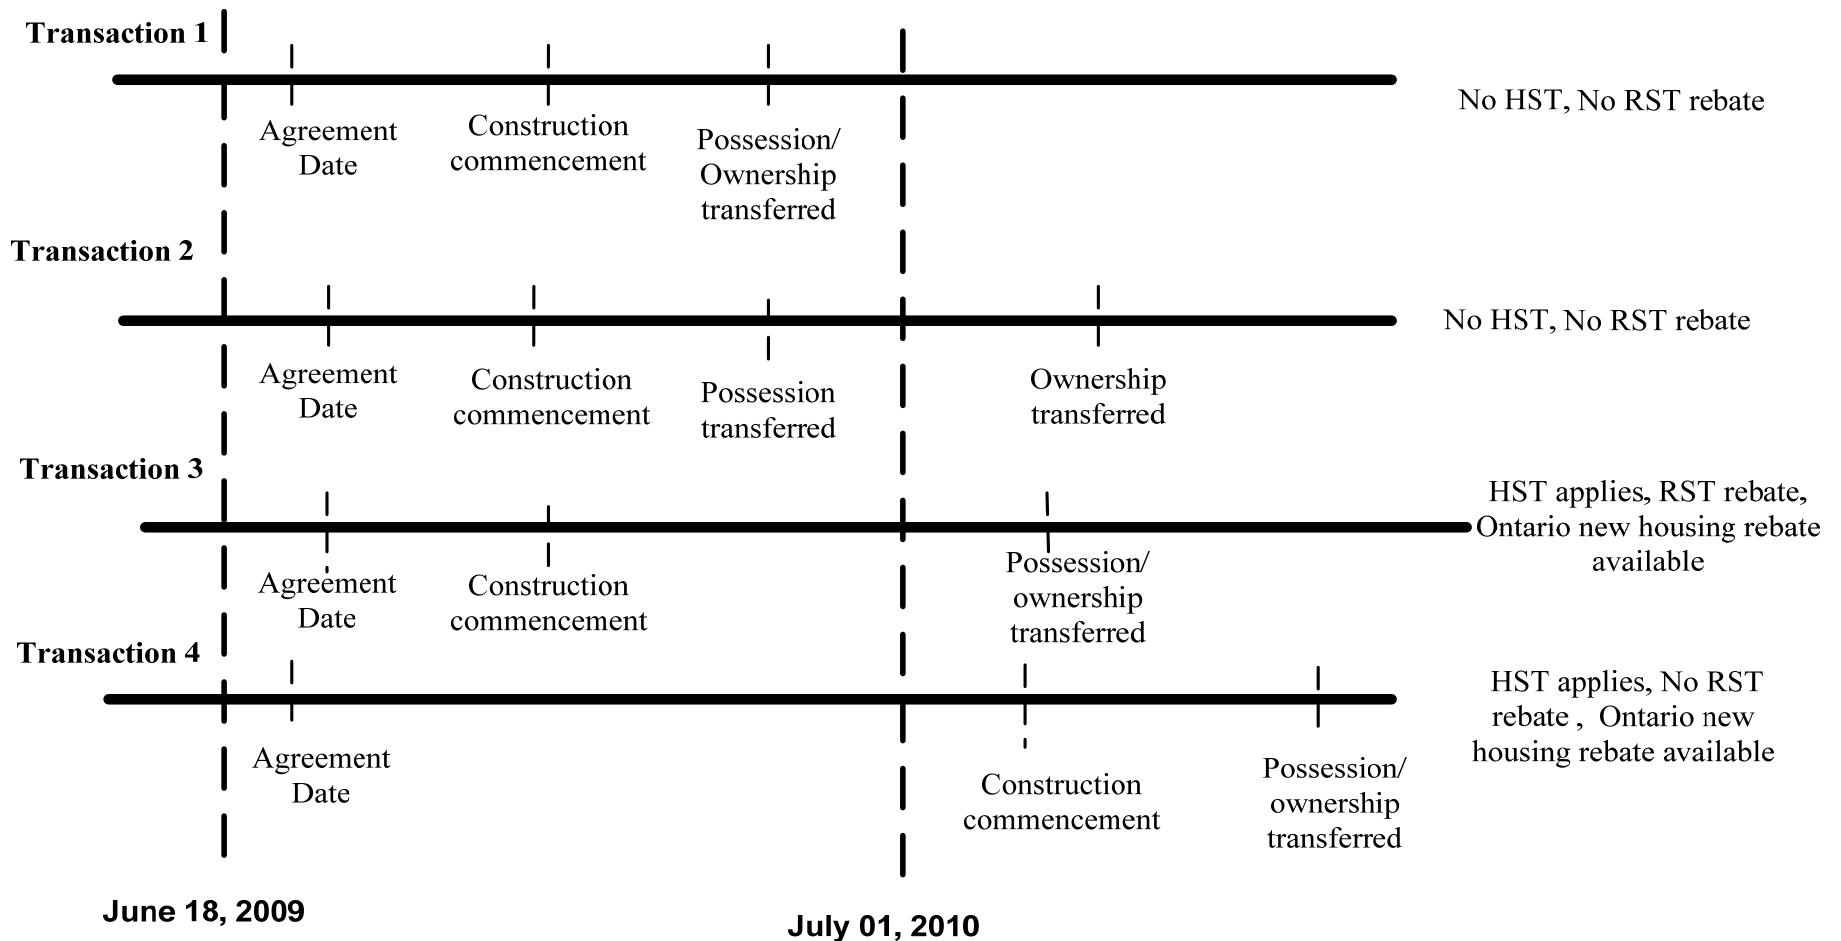 Transaction 1
No HST, No RST rebate
Agreement
Date
Construction
commencement
Possession/
Ownership
transferred
Transaction 2
No HST, No RST rebate
Agreement
Date
Construction
commencement
Possession
transferred
Ownership
transferred
Transaction 3
HST applies, RST rebate,
Ontario new housing rebate
available
Agreement
Date
Construction
commencement
Possession/
ownership
transferred
Transaction 4
HST applies, No RST
rebate , Ontario new
housing rebate available
Agreement
Date
Construction
commencement
Possession/
ownership
transferred
June 18, 2009
July 01, 2010